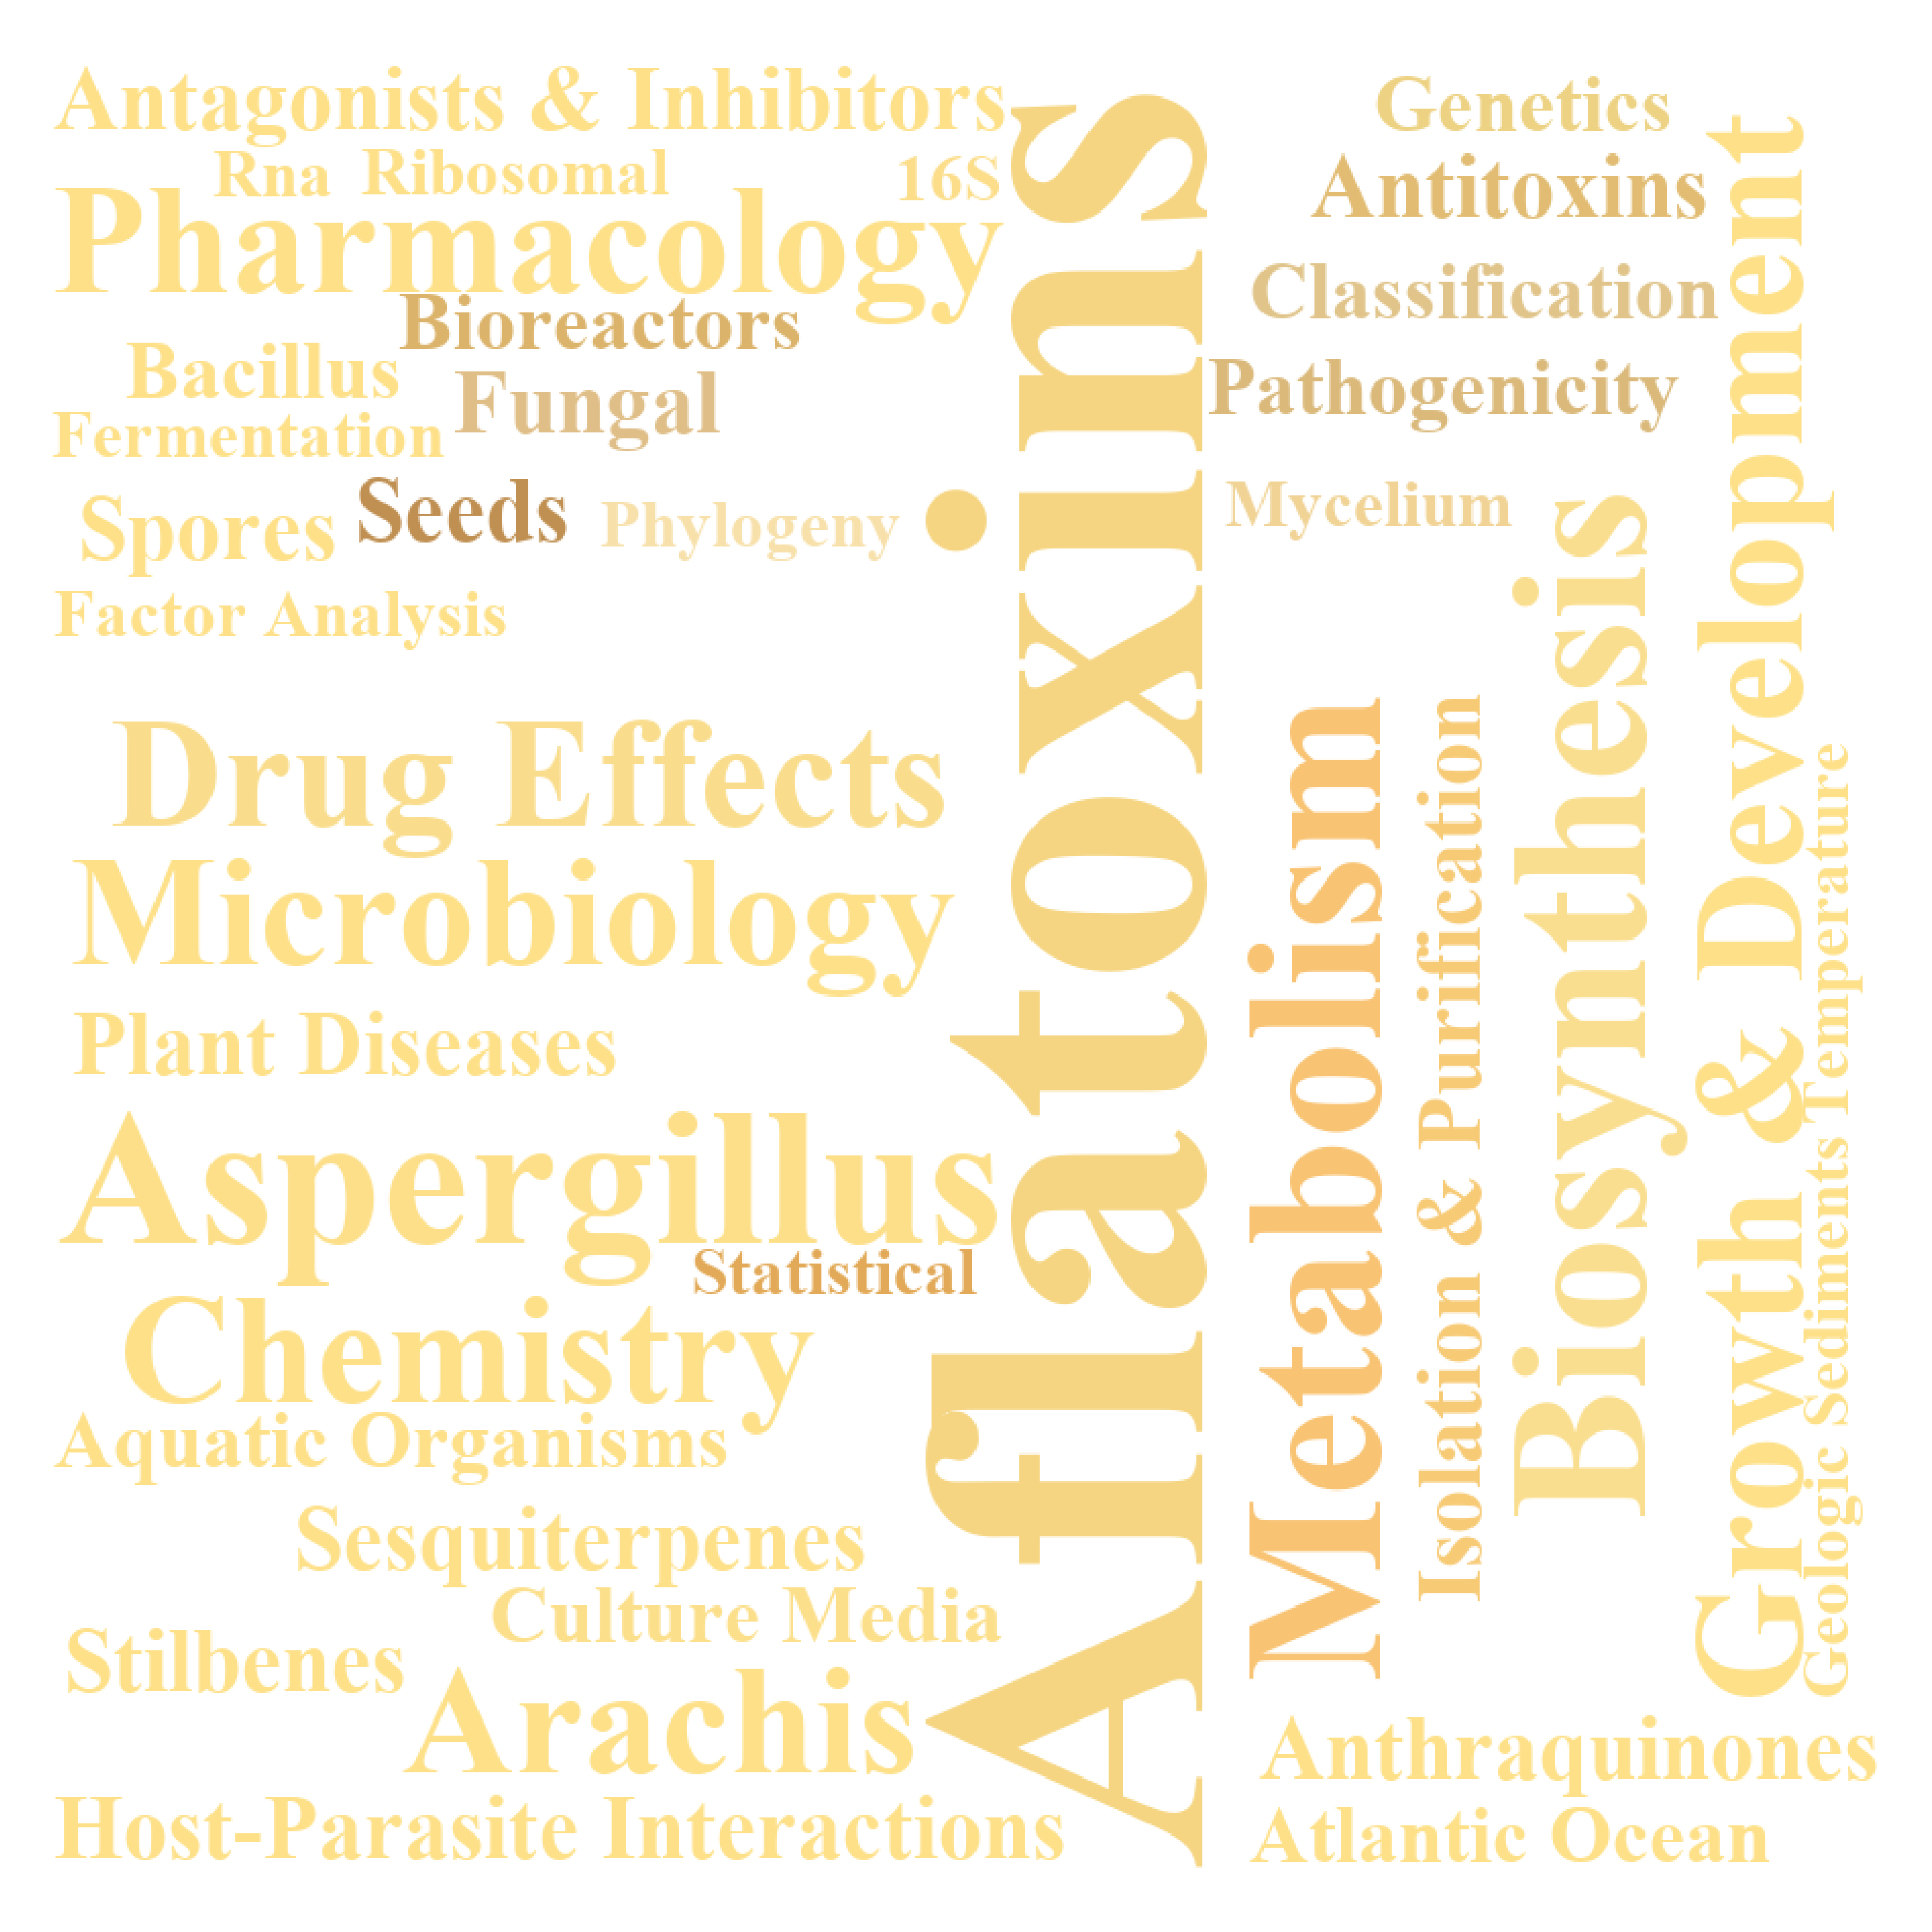 Antagonists & Inhibitors
Rna Ribosomal 16S
Pharmacology
Bioreactors
Bacillus
Fungal
Fermentation
Seeds
Spores
Phylogeny
Factor Analysis
Drug Effects
Microbiology
Plant Diseases
Aspergillus
Statistical
Chemistry
Aquatic Organisms
Sesquiterpenes
Culture Media
Stilbenes
Arachis
Host-Parasite Interactions
Aflatoxins
Genetics
Antitoxins
Classification
Pathogenicity
Mycelium
Metabolism
Isolation & Purification
Biosynthesis
Growth & Development
Geologic Sediments Temperature
Anthraquinones
Atlantic Ocean